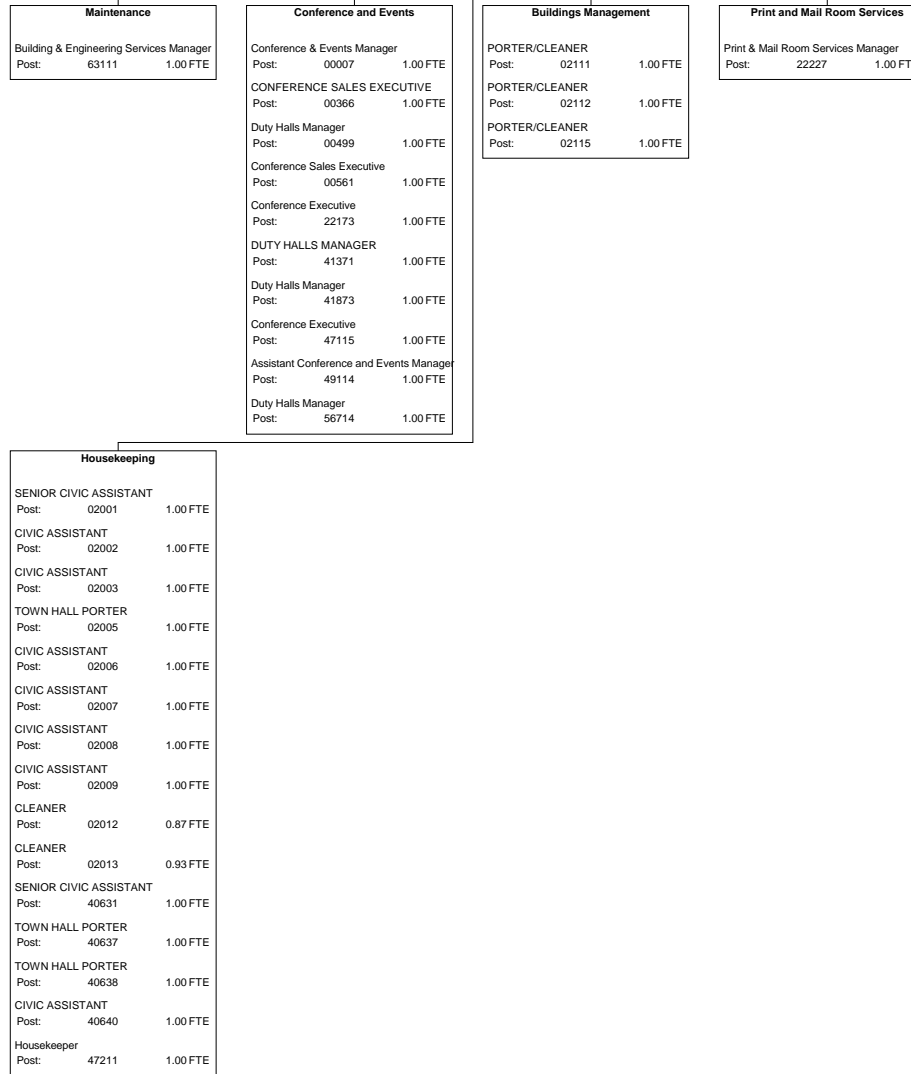 Maintenance
Building & Engineering Services Manager
Post: 63111 1.00 FTE
Conference and Events
Conference & Events Manager
Post: 00007 1.00 FTE
CONFERENCE SALES EXECUTIVE
Post: 00366 1.00 FTE
Duty Halls Manager
Post: 00499 1.00 FTE
Conference Sales Executive
Post: 00561 1.00 FTE
Conference Executive
Post: 22173 1.00 FTE
DUTY HALLS MANAGER
Post: 41371 1.00 FTE
Duty Halls Manager
Post: 41873 1.00 FTE
Conference Executive
Post: 47115 1.00 FTE
Assistant Conference and Events Manager
Post: 49114 1.00 FTE
Duty Halls Manager
Post: 56714 1.00 FTE
Buildings Management
PORTER/CLEANER
Post: 02111 1.00 FTE
PORTER/CLEANER
Post: 02112 1.00 FTE
PORTER/CLEANER
Post: 02115 1.00 FTE
Print and Mail Room Services
Print & Mail Room Services Manager
Post: 22227 1.00 FT
Housekeeping
SENIOR CIVIC ASSISTANT
Post: 02001 1.00 FTE
CIVIC ASSISTANT
Post: 02002 1.00 FTE
CIVIC ASSISTANT
Post: 02003 1.00 FTE
TOWN HALL PORTER
Post: 02005 1.00 FTE
CIVIC ASSISTANT
Post: 02006 1.00 FTE
CIVIC ASSISTANT
Post: 02007 1.00 FTE
CIVIC ASSISTANT
Post: 02008 1.00 FTE
CIVIC ASSISTANT
Post: 02009 1.00 FTE
CLEANER
Post: 02012 0.87 FTE
CLEANER
Post: 02013 0.93 FTE
SENIOR CIVIC ASSISTANT
Post: 40631 1.00 FTE
TOWN HALL PORTER
Post: 40637 1.00 FTE
TOWN HALL PORTER
Post: 40638 1.00 FTE
CIVIC ASSISTANT
Post: 40640 1.00 FTE
Housekeeper
Post: 47211 1.00 FTE